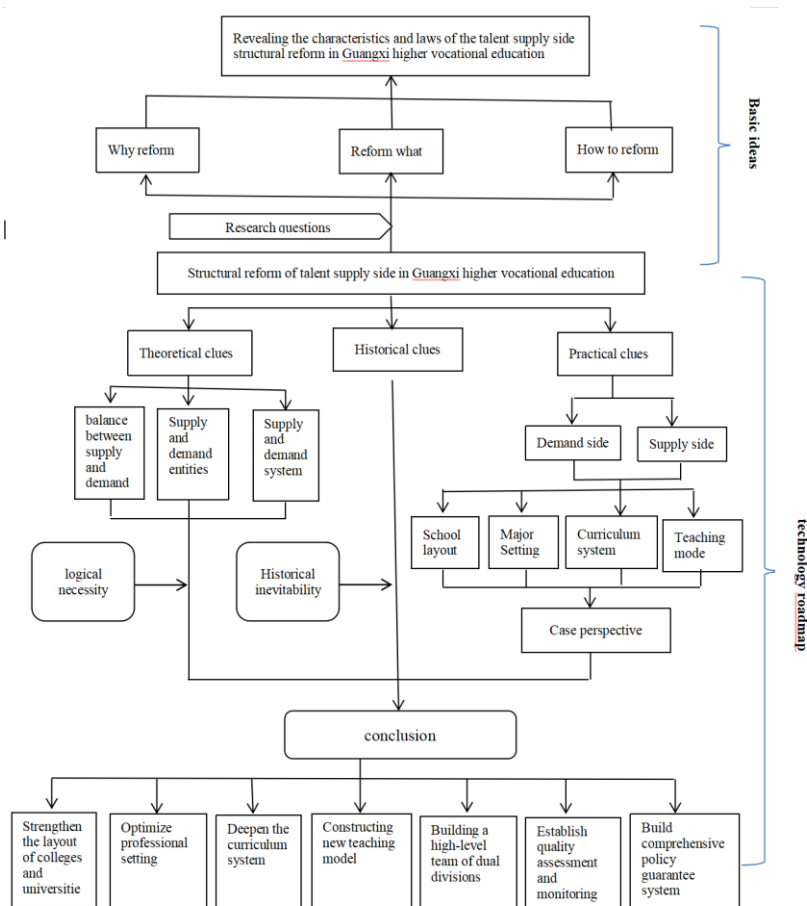 Revealing the characteristics and laws of the talent supply side
structural reform in Guangxi higher vocational education
Basic ideas
Why reform
Reform what
How to reform
Research questions
Structural reform of talent supply side in Guangxi higher vocational education
Theoretical clues
Historical clues
Practical clues
balance
between
supply
and
demand
Supply
and
demand
entities
Supply
and
demand
system
Demand side
Supply side
School
layout
Major
Setting
Curriculum
system
Teaching
mode
technology roadmap
logical
necessity
Historical
inevitability
Case perspective
conclusion
Strengthen
the layout
of colleges
and
universitie
Optimize
professional
setting
Deepen the
curriculum
system
Constructing
new teaching
model
Building a
high-level
team of dual
divisions
Establish
quality
assessment
and
monitoring
Build
comprehensive
policy
guarantee
system